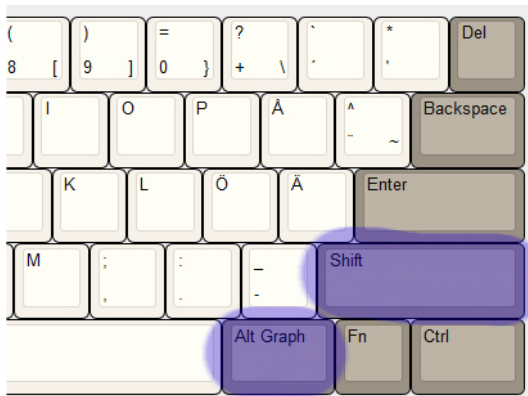 ( ) = ? ` * Del
8 [ 9 ] 0 } + \ ´ '
I O P Å ^ Backspace
¨ ~
K L Ö Ä Enter
M ; : _ Shift
, . -
Alt Graph Fn Ctrl